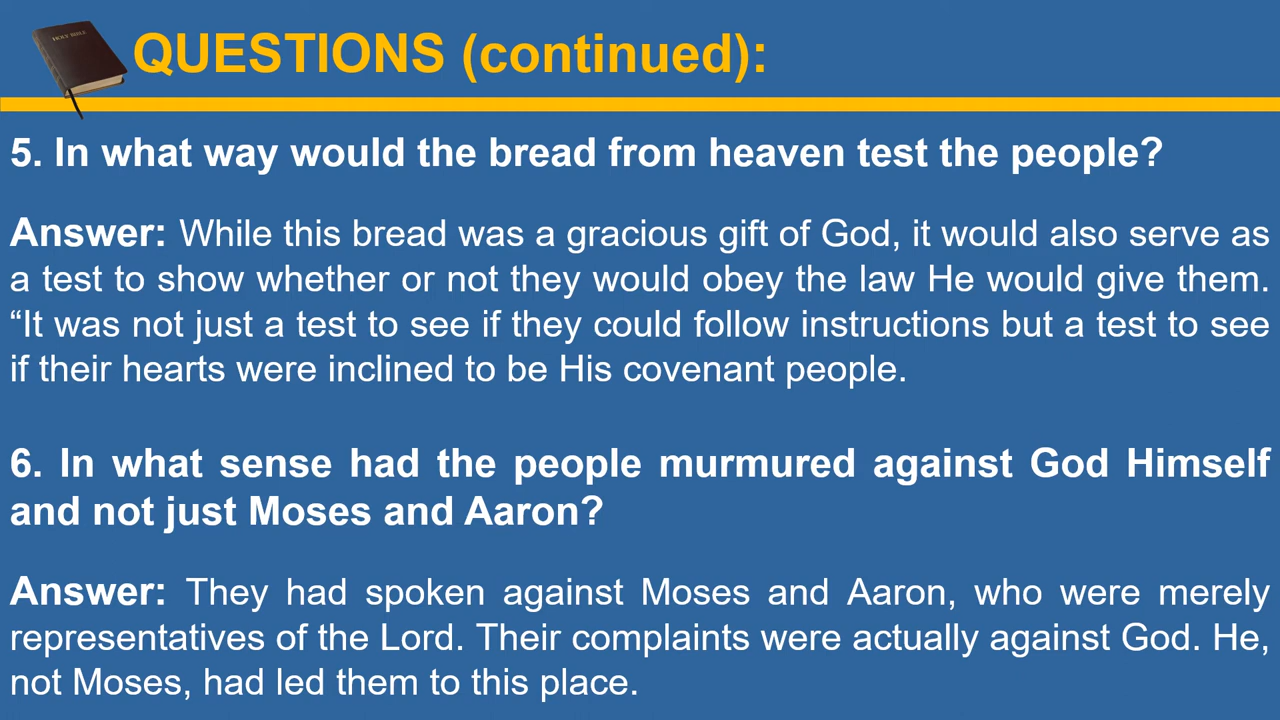 HOLY BIBLE
QUESTIONS (continued):
5. In what way would the bread from heaven test the people?
Answer: While this bread was a gracious gift of God, it would also serve as
a test to show whether or not they would obey the law He would give them.
“It was not just a test to see if they could follow instructions but a test to see
if their hearts were inclined to be His covenant people.
6. In what sense had the people murmured against God Himself
and not just Moses and Aaron?
Answer: They had spoken against Moses and Aaron, who were merely
representatives of the Lord. Their complaints were actually against God. He,
not Moses, had led them to this place.